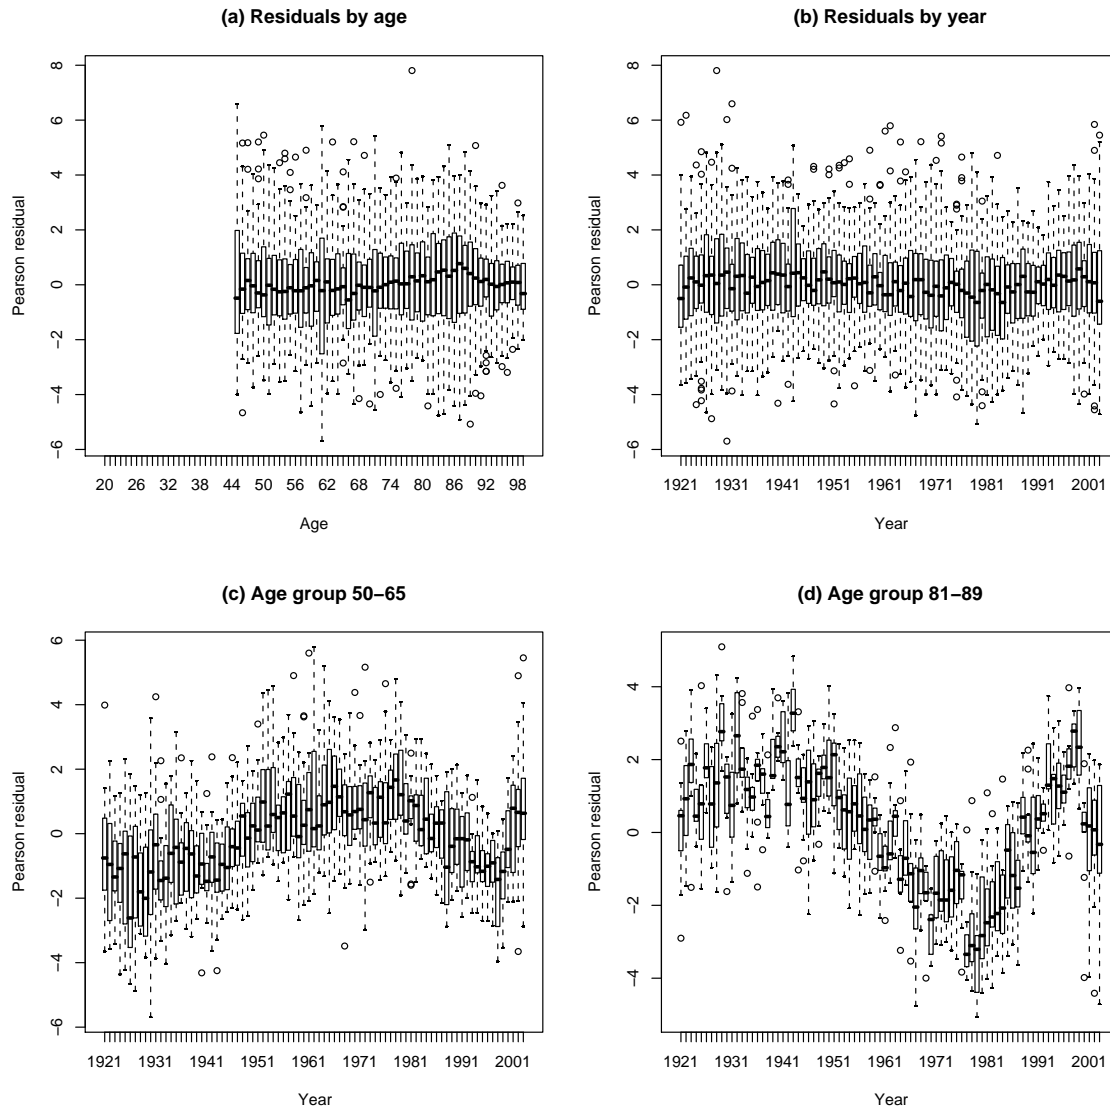 (a) Residuals by age
Pearson residual
8
6
4
2
0
−2
−4
−6
20 26 32 38 44 50 56 62 68 74 80 86 92 98
Age
(b) Residuals by year
Pearson residual
8
6
4
2
0
−2
−4
−6
1921 1931 1941 1951 1961 1971 1981 1991 2001
Year
(c) Age group 50−65
Pearson residual
6
4
2
0
−2
−4
−6
1921 1931 1941 1951 1961 1971 1981 1991 2001
Year
(d) Age group 81−89
Pearson residual
4
2
0
−2
−4
1921 1931 1941 1951 1961 1971 1981 1991 2001
Year